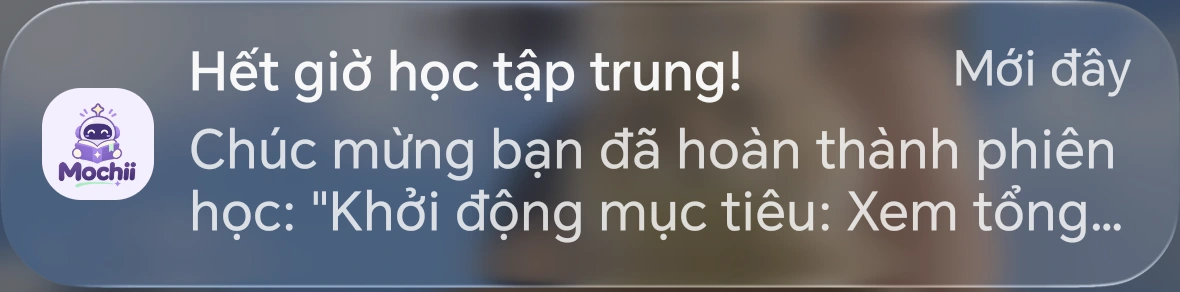 Hết giờ học tập trung!
Mới đây
Mochii
Chúc mừng bạn đã hoàn thành phiên
học: "Khởi động mục tiêu: Xem tổng...